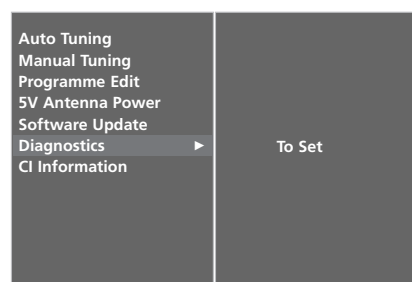 Auto Tuning
Manual Tuning
Programme Edit
5V Antenna Power
Software Update
Diagnostics ► To Set
CI Information